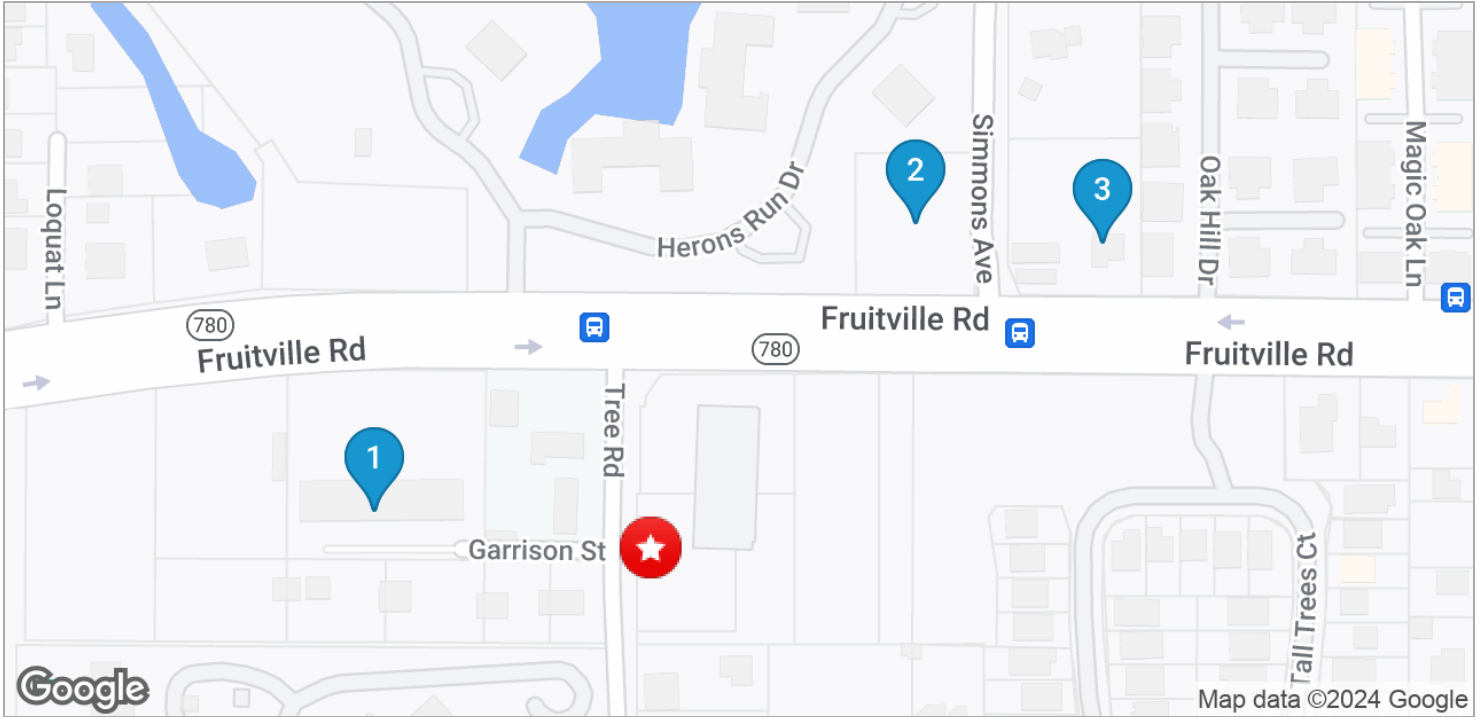 Loquat Ln
Herons Run Dr
2
Simmons Ave
3
Oak Hill Dr
Magic Oak Ln
780
Fruitville Rd
Fruitville Rd
780
Fruitville Rd
1
Tree Rd
Garrison St
Tall Trees Ct
Google
Map data ©2024 Google